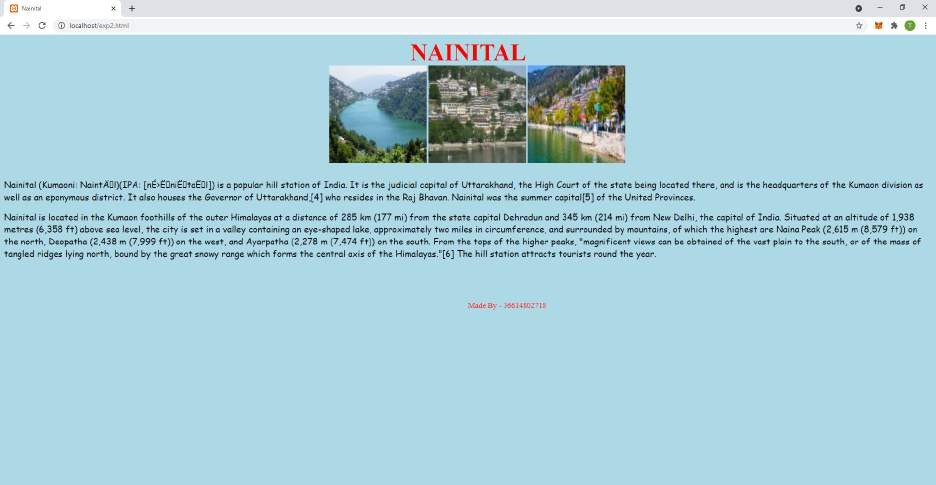 Nainital
localhost/exp2.html
T
NAINITAL
Nainital (Kumaoni: NaintÄl)(IPA: [nÉ›ËniËtaËl]) is a popular hill station of India. It is the judicial capital of Uttarakhand, the High Court of the state being located there, and is the headquarters of the Kumaon division as
well as an eponymous district. It also houses the Governor of Uttarakhand,[4] who resides in the Raj Bhavan. Nainital was the summer capital[5] of the United Provinces.
Nainital is located in the Kumaon foothills of the outer Himalayas at a distance of 285 km (177 mi) from the state capital Dehradun and 345 km (214 mi) from New Delhi, the capital of India. Situated at an altitude of 1,938
metres (6,358 ft) above sea level, the city is set in a valley containing an eye-shaped lake, approximately two miles in circumference, and surrounded by mountains, of which the highest are Naina Peak (2,615 m (8,579 ft)) on
the north, Deopatha (2,438 m (7,999 ft)) on the west, and Ayarpatha (2,278 m (7,474 ft)) on the south. From the tops of the higher peaks, "magnificent views can be obtained of the vast plain to the south, or of the mass of
tangled ridges lying north, bound by the great snowy range which forms the central axis of the Himalayas."[6] The hill station attracts tourists round the year.
Made By - 36614802718